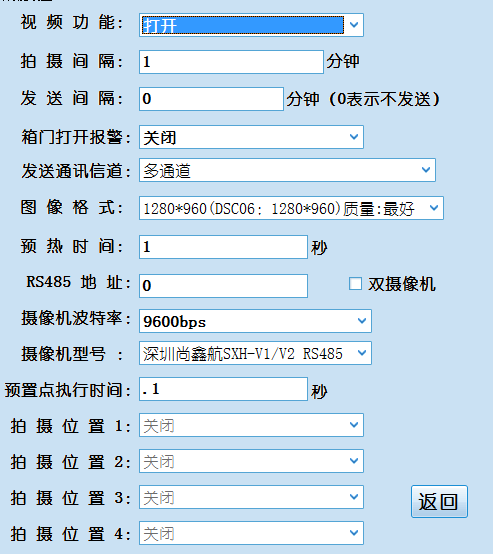 视 频 功 能: 打开
拍 摄 间 隔: 1 分钟
发 送 间 隔: 0 分钟（0表示不发送）
箱门打开报警: 关闭
发送通讯信道: 多通道
图 像 格 式: 1280*960(DSC06: 1280*960)质量:最好
预 热 时 间: 1 秒
RS485 地 址: 0 双摄像机
摄像机波特率: 9600bps
摄像机型号 : 深圳尚鑫航SXH-V1/V2 RS485
预置点执行时间: .1 秒
拍 摄 位 置 1: 关闭
拍 摄 位 置 2: 关闭
拍 摄 位 置 3: 关闭 返回
拍 摄 位 置 4: 关闭